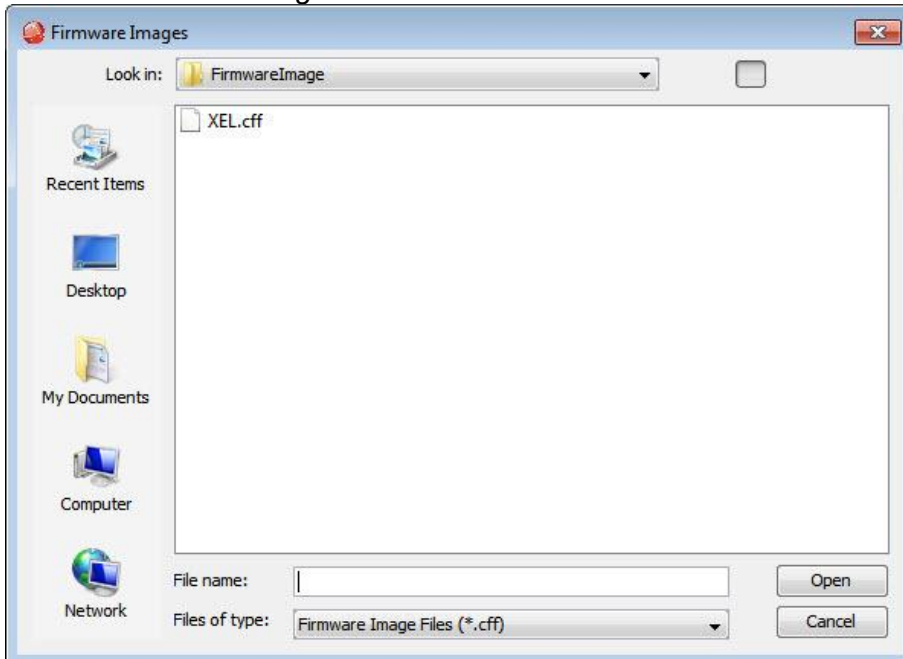 Firmware Images
Look in: FirmwareImage
XEL.cff
Recent Items
Desktop
My Documents
Computer
Network
File name:
Open
Files of type: Firmware Image Files (*.cff)
Cancel